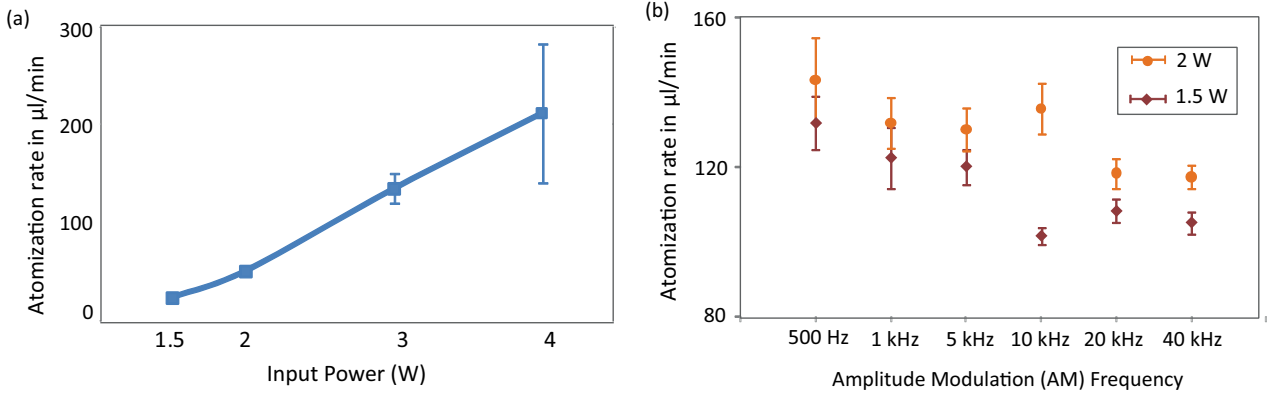 (a)
300
200
100
0
Atomization rate in µl/min
1.5 2 3 4
Input Power (W)
(b)
160
120
80
Atomization rate in µl/min
2 W
1.5 W
500 Hz 1 kHz 5 kHz 10 kHz 20 kHz 40 kHz
Amplitude Modulation (AM) Frequency